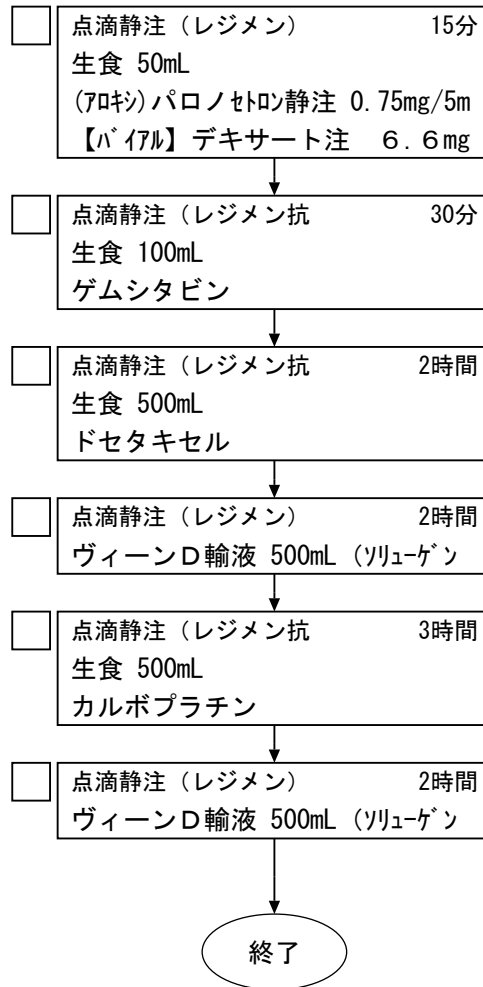 点滴静注（レジメン） 15分
生食 50mL
(ｱﾛｷｼ)パロノｾﾄロン静注 0.75mg/5m
【ﾊﾞｲｱﾙ】デキサート注 ６.６mg
点滴静注（レジメン抗 30分
生食 100mL
ゲムシタビン
点滴静注（レジメン抗 2時間
生食 500mL
ドセタキセル
点滴静注（レジメン） 2時間
ヴィーンＤ輸液 500mL (ｿﾘｭｰｹﾞﾝ
点滴静注（レジメン抗 3時間
生食 500mL
カルボプラチン
点滴静注（レジメン） 2時間
ヴィーンＤ輸液 500mL (ｿﾘｭｰｹﾞﾝ
終了